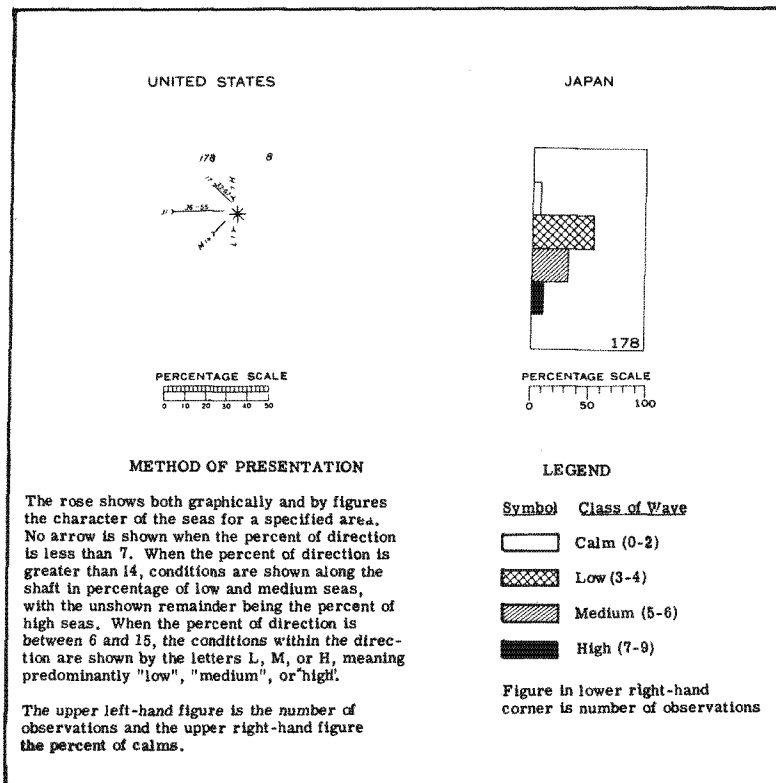 UNITED STATES
JAPAN
178 8
36-55
31
M
H
178
PERCENTAGE SCALE
0 10 20 30 40 50
PERCENTAGE SCALE
0 50 100
METHOD OF PRESENTATION
The rose shows both graphically and by figures
the character of the seas for a specified area.
No arrow is shown when the percent of direction
is less than 7. When the percent of direction is
greater than 14, conditions are shown along the
shaft in percentage of low and medium seas,
with the unshown remainder being the percent of
high seas. When the percent of direction is
between 6 and 15, the conditions within the direc-
tion are shown by the letters L, M, or H, meaning
predominantly "low", "medium", or "high".
The upper left-hand figure is the number of
observations and the upper right-hand figure
the percent of calms.
LEGEND
Symbol Class of Wave
Calm (0-2)
Low (3-4)
Medium (5-6)
High (7-9)
Figure in lower right-hand
corner is number of observations